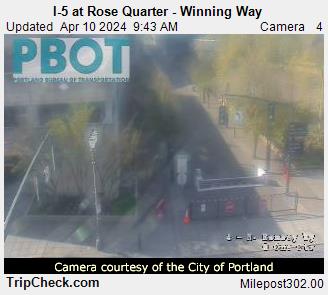 I-5 at Rose Quarter - Winning Way
Updated Apr 10 2024 9:43 AM Camera 4
PBOT
PORTLAND BUREAU OF TRANSPORTATION
Camera courtesy of the City of Portland
TripCheck.com Milepost302.00